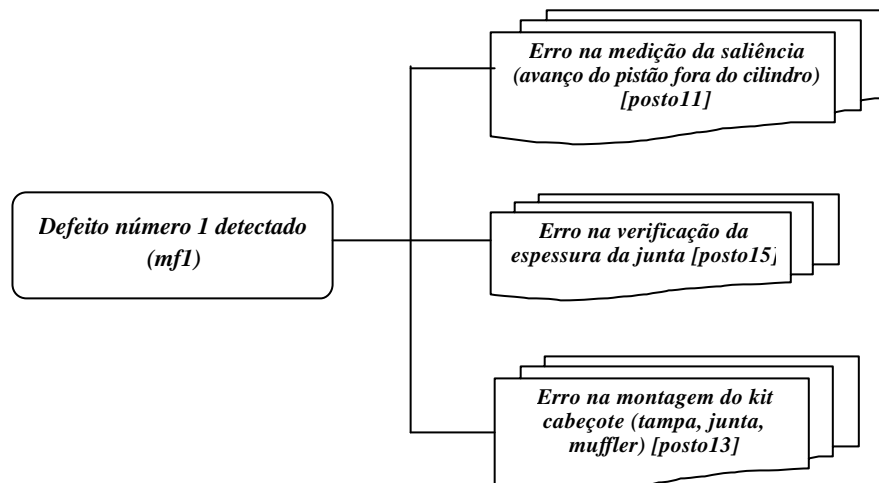 Erro na medição da saliência
(avanço do pistão fora do cilindro)
[posto11]
Defeito número 1 detectado
(mf1)
Erro na verificação da
espessura da junta [posto15]
Erro na montagem do kit
cabeçote (tampa, junta,
muffler) [posto13]